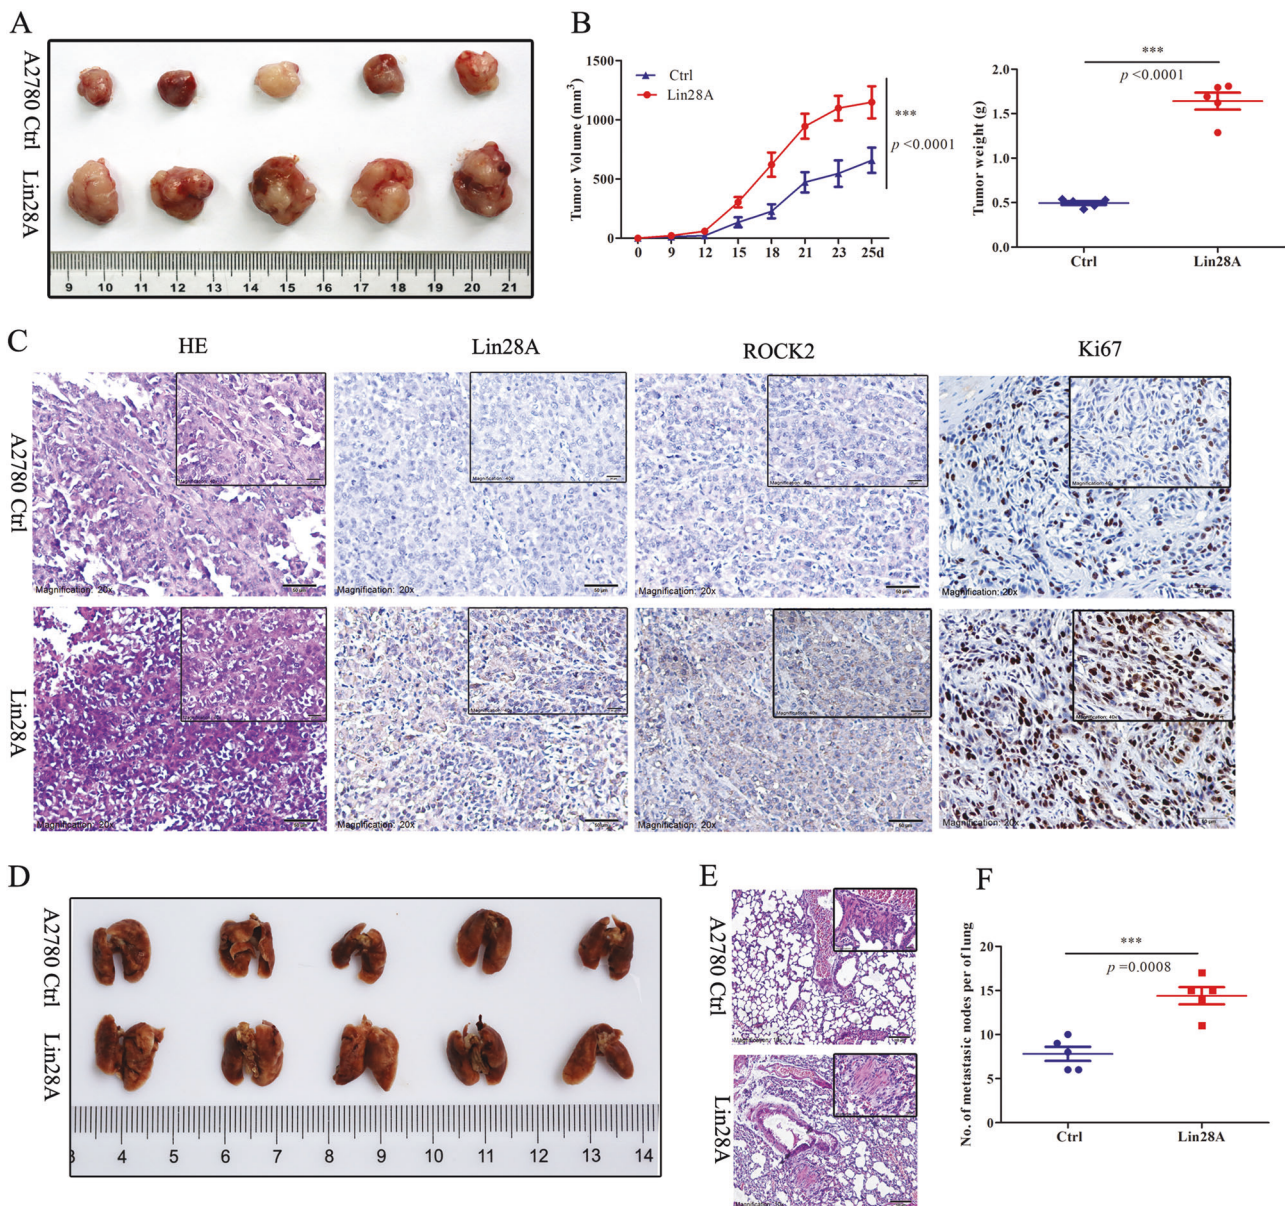 A
A2780 Ctrl
Lin28A
9 10 11 12 13 14 15 16 17 18 19 20 21
B
Tumor Volume (mm3)
1500
1000
500
0
0 9 12 15 18 21 23 25d
Ctrl
Lin28A
***
p <0.0001
Tumor weight (g)
2.0
1.5
1.0
0.5
0.0
Ctrl Lin28A
***
p <0.0001
C
HE Lin28A ROCK2 Ki67
A2780 Ctrl
Magnification: 20x
Magnification: 20x
Magnification: 20x
Magnification: 20x
Lin28A
Magnification: 20x
Magnification: 20x
Magnification: 20x
Magnification: 20x
D
A2780 Ctrl
Lin28A
3 4 5 6 7 8 9 10 11 12 13 14
E
A2780 Ctrl
Lin28A
F
No. of metastasic nodes per of lung
20
15
10
5
0
Ctrl Lin28A
***
p =0.0008